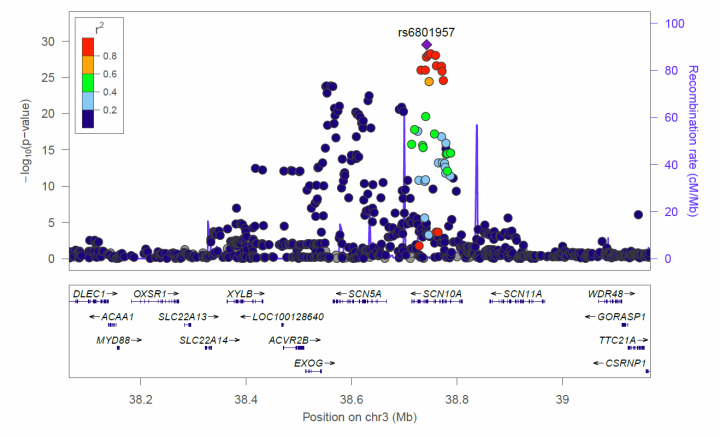 rs6801957
r²
0.8
0.6
0.4
0.2
30
25
20
15
10
5
0
−log₁₀(p−value)
100
80
60
40
20
0
Recombination rate (cM/Mb)
DLEC1→ OXSR1→ XYLB→ ←SCN5A ←SCN10A ←SCN11A WDR48→
←ACAA1 SLC22A13→ ←LOC100128640 ←GORASP1
MYD88→ SLC22A14→ ACVR2B→ TTC21A→
EXOG→ ←CSRNP1
38.2 38.4 38.6 38.8 39
Position on chr3 (Mb)